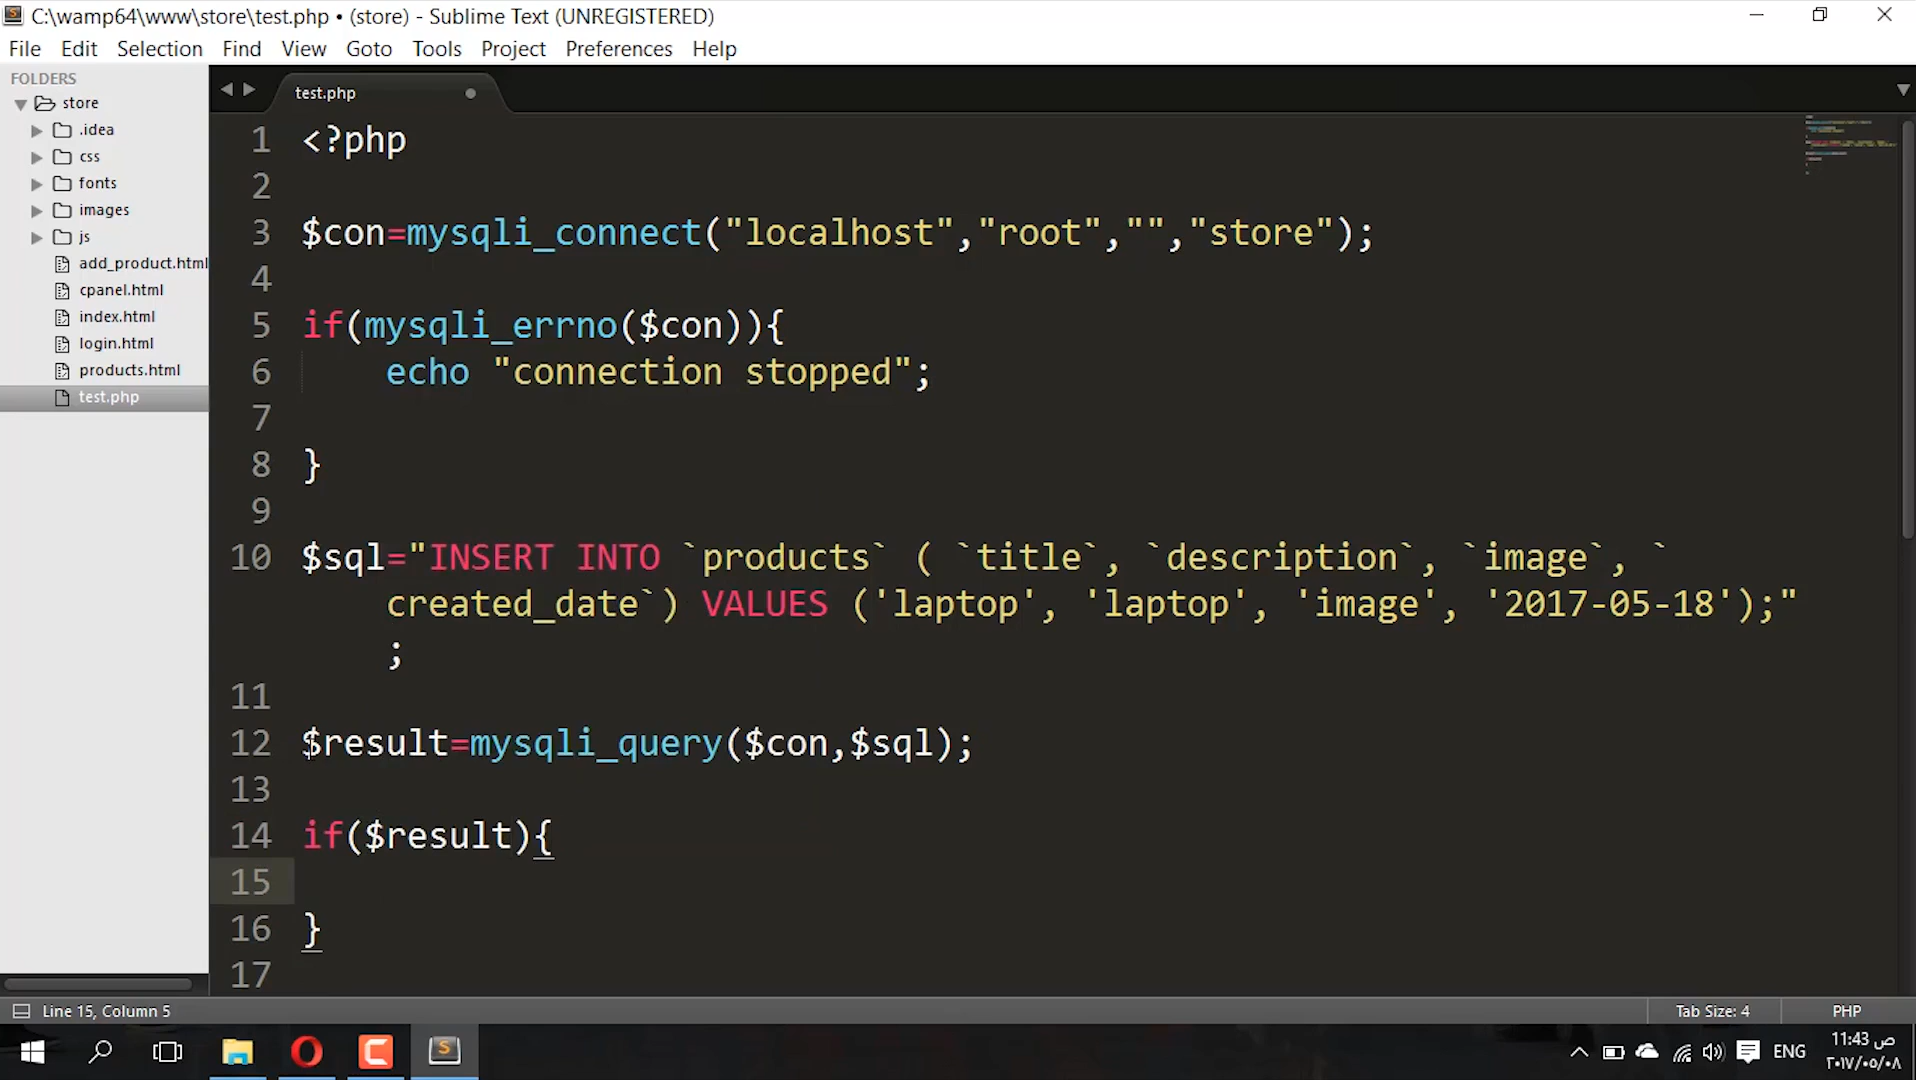 C:\wamp64\www\store\test.php • (store) - Sublime Text (UNREGISTERED)
File Edit Selection Find View Goto Tools Project Preferences Help
FOLDERS
store
.idea
css
fonts
images
js
add_product.html
cpanel.html
index.html
login.html
products.html
test.php
test.php
1 <?php
2
3 $con=mysqli_connect("localhost","root","","store");
4
5 if(mysqli_errno($con)){
6 echo "connection stopped";
7
8 }
9
10 $sql="INSERT INTO `products` ( `title`, `description`, `image`, `
created_date`) VALUES ('laptop', 'laptop', 'image', '2017-05-18');"
;
11
12 $result=mysqli_query($con,$sql);
13
14 if($result){
15
16 }
17
Line 15, Column 5
Tab Size: 4
PHP
ENG
11:43 ص
٢٠١٧/٠٥/٠٨